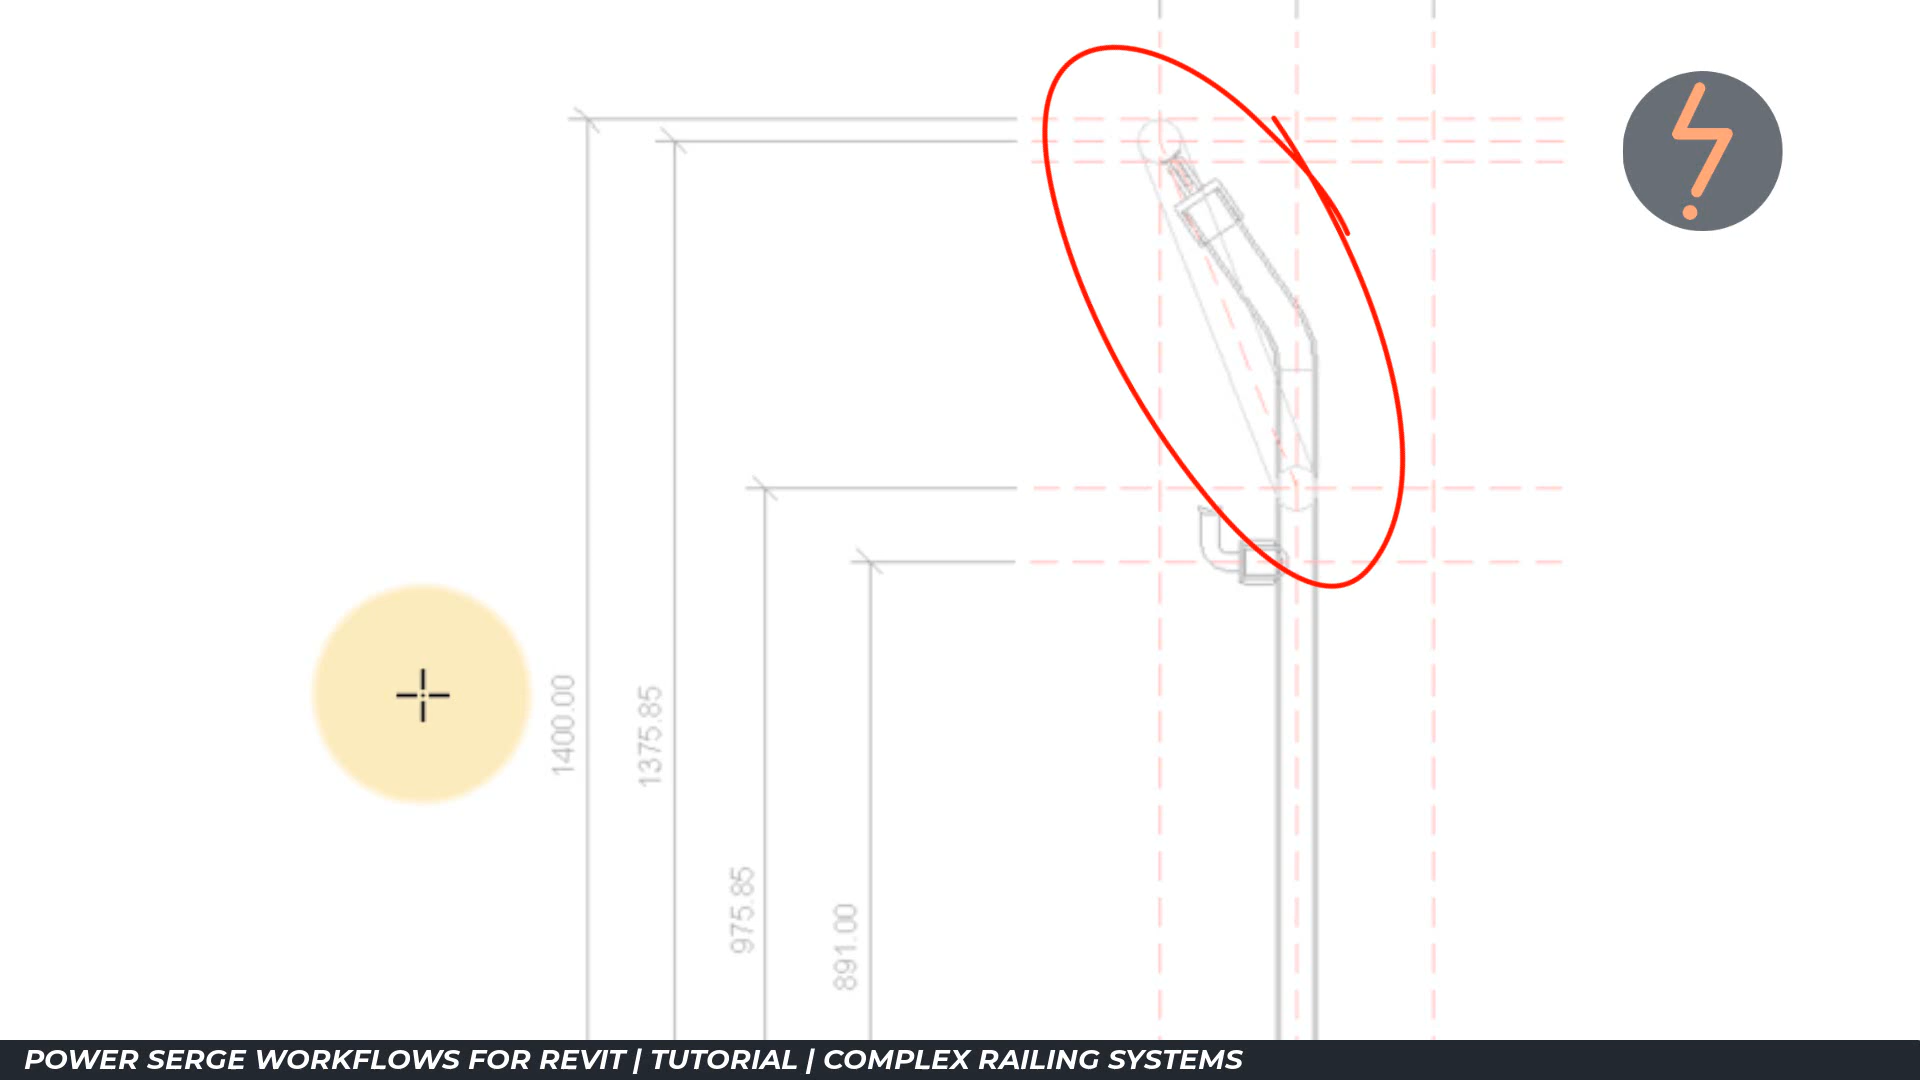 1400.00
1375.85
975.85
891.00
POWER SERGE WORKFLOWS FOR REVIT | TUTORIAL | COMPLEX RAILING SYSTEMS